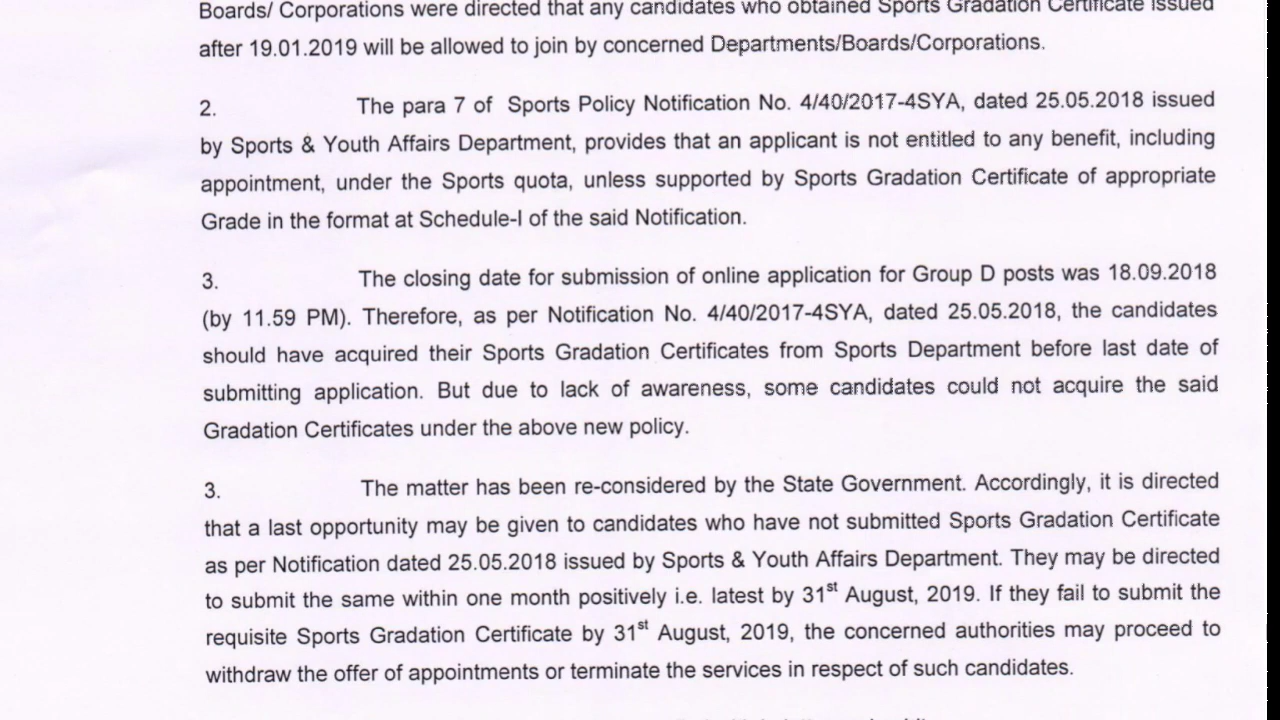 Boards/ Corporations were directed that any candidates who obtained Sports Gradation Certificate issued
after 19.01.2019 will be allowed to join by concerned Departments/Boards/Corporations.
2. The para 7 of Sports Policy Notification No. 4/40/2017-4SYA, dated 25.05.2018 issued
by Sports & Youth Affairs Department, provides that an applicant is not entitled to any benefit, including
appointment, under the Sports quota, unless supported by Sports Gradation Certificate of appropriate
Grade in the format at Schedule-I of the said Notification.
3. The closing date for submission of online application for Group D posts was 18.09.2018
(by 11.59 PM). Therefore, as per Notification No. 4/40/2017-4SYA, dated 25.05.2018, the candidates
should have acquired their Sports Gradation Certificates from Sports Department before last date of
submitting application. But due to lack of awareness, some candidates could not acquire the said
Gradation Certificates under the above new policy.
3. The matter has been re-considered by the State Government. Accordingly, it is directed
that a last opportunity may be given to candidates who have not submitted Sports Gradation Certificate
as per Notification dated 25.05.2018 issued by Sports & Youth Affairs Department. They may be directed
to submit the same within one month positively i.e. latest by 31st August, 2019. If they fail to submit the
requisite Sports Gradation Certificate by 31st August, 2019, the concerned authorities may proceed to
withdraw the offer of appointments or terminate the services in respect of such candidates.